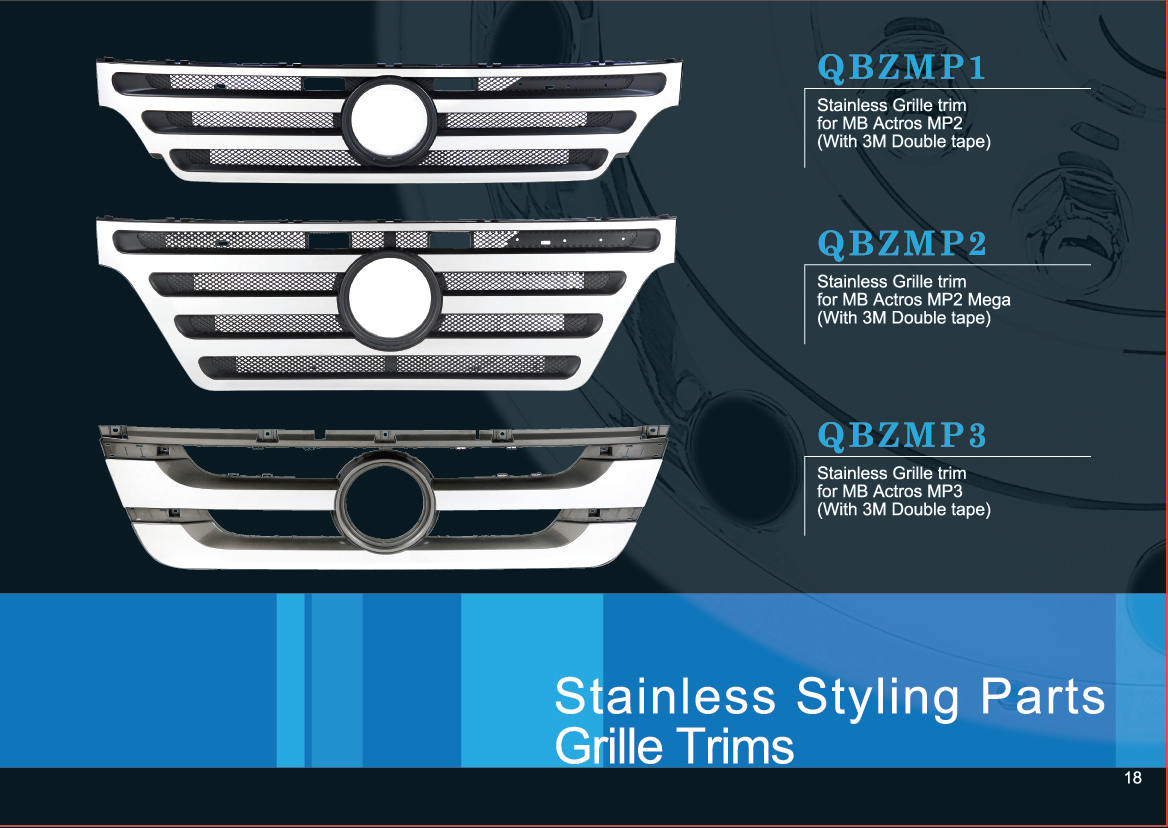 QBZMP1
Stainless Grille trim
for MB Actros MP2
(With 3M Double tape)
QBZMP2
Stainless Grille trim
for MB Actros MP2 Mega
(With 3M Double tape)
QBZMP3
Stainless Grille trim
for MB Actros MP3
(With 3M Double tape)
Stainless Styling Parts
Grille Trims
18